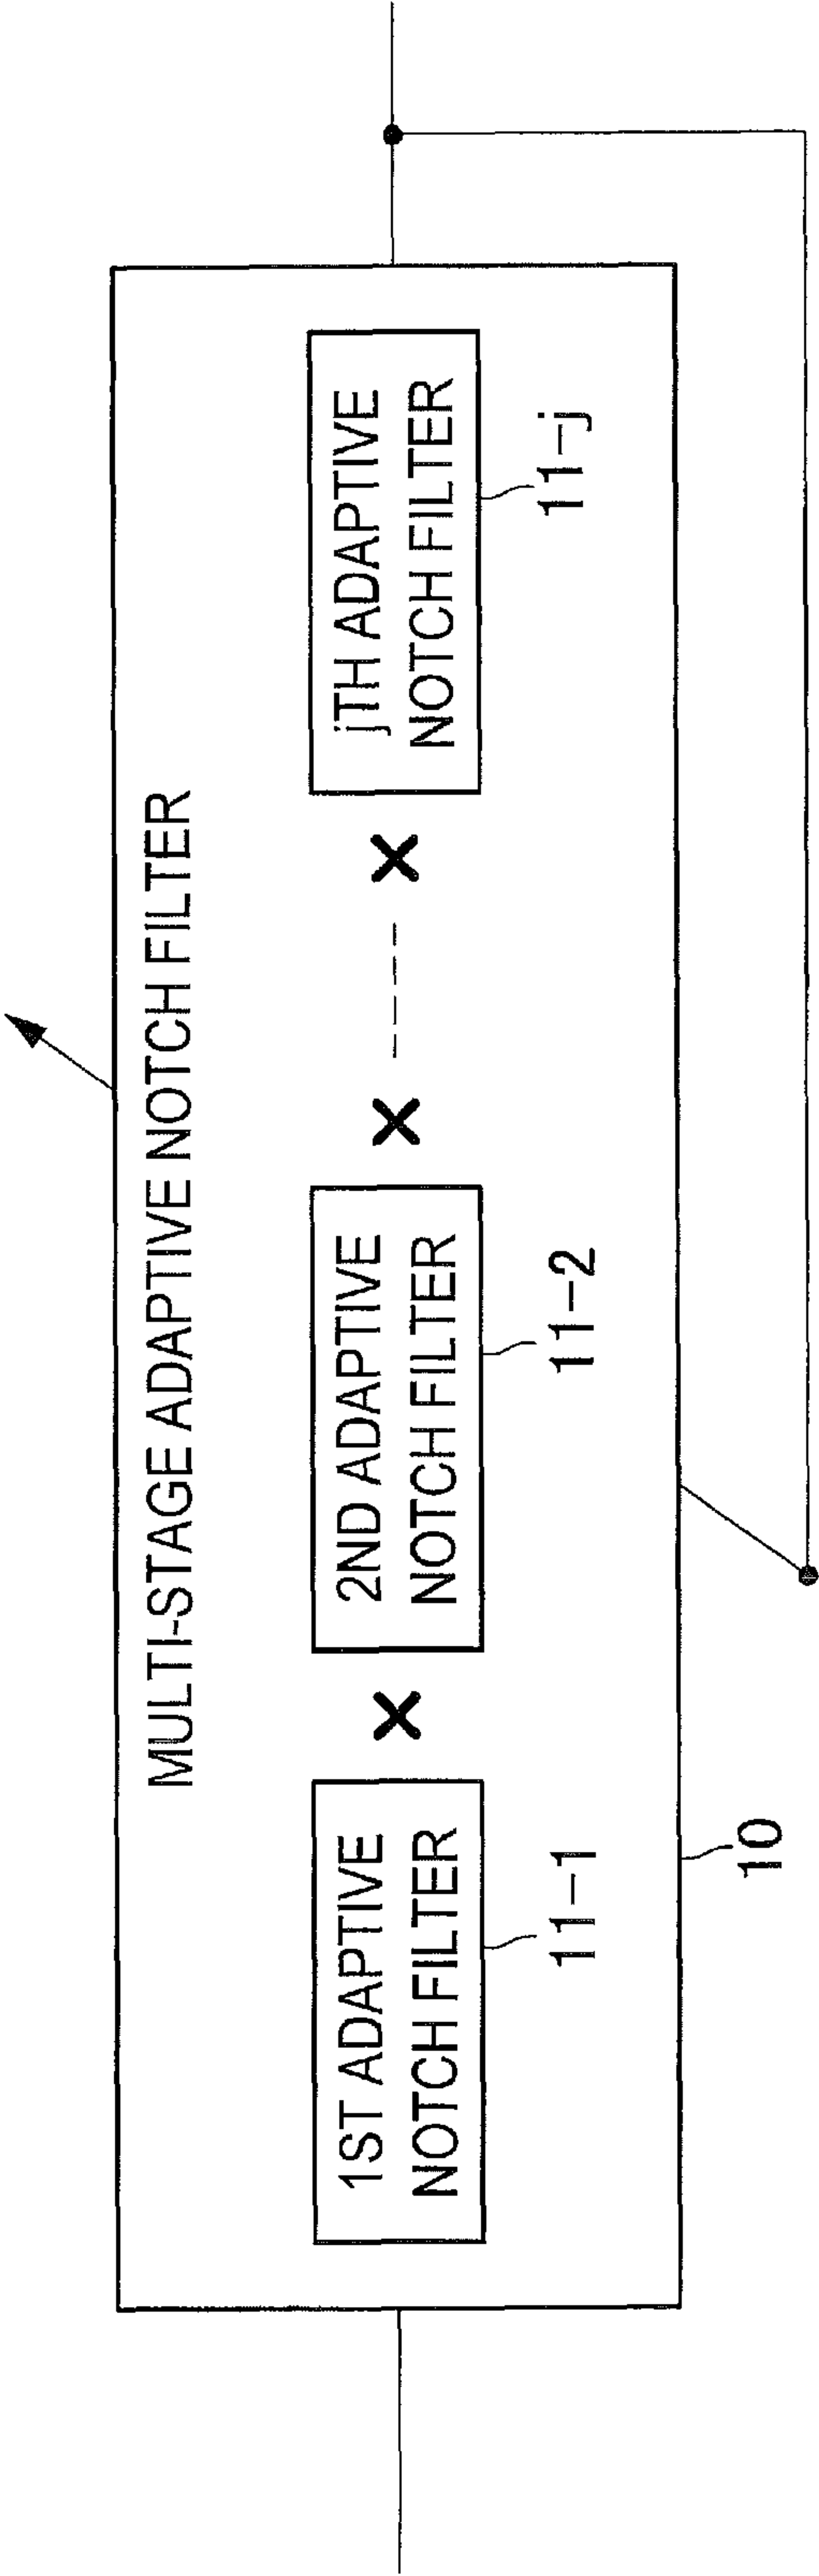 MULTI-STAGE ADAPTIVE NOTCH FILTER
1ST ADAPTIVE
NOTCH FILTER
11-1
×
2ND ADAPTIVE
NOTCH FILTER
11-2
×
×
jTH ADAPTIVE
NOTCH FILTER
11-j
10